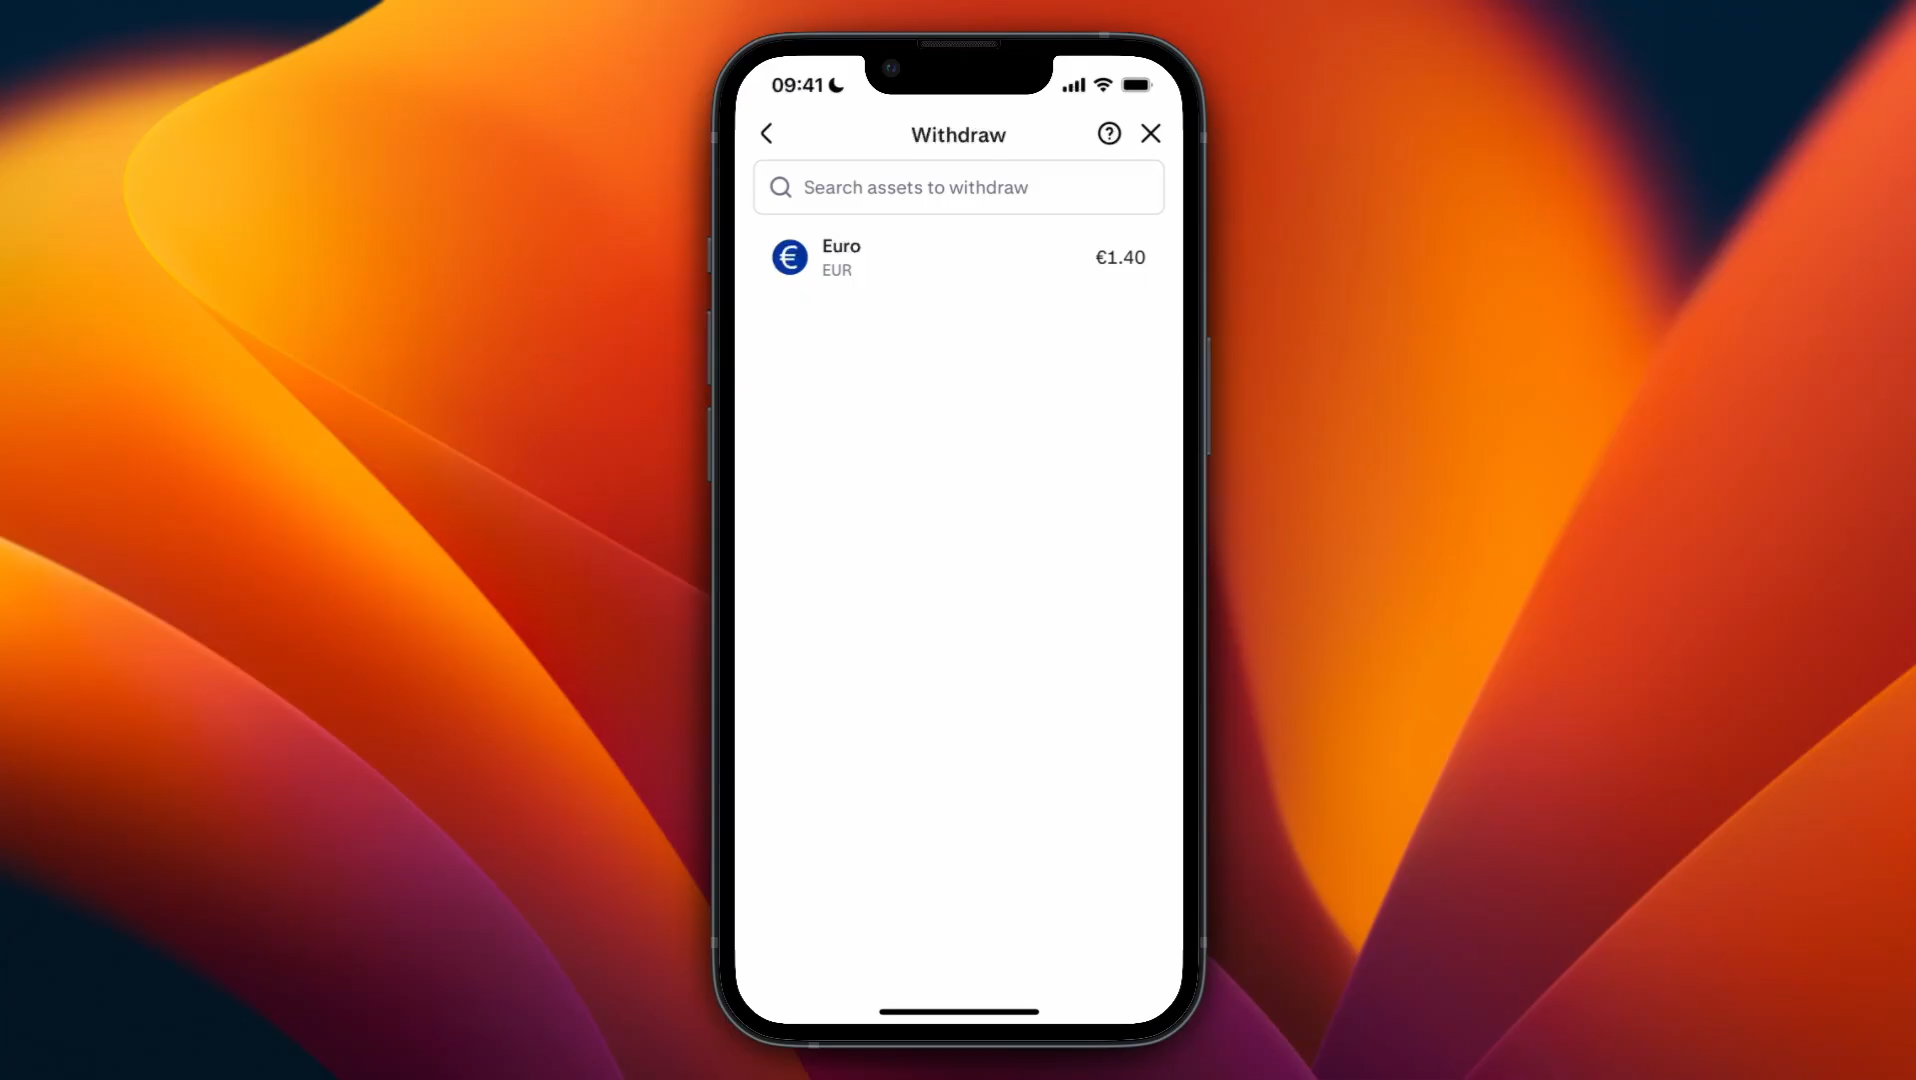 09:41
Withdraw
Search assets to withdraw
Euro
€1.40
EUR